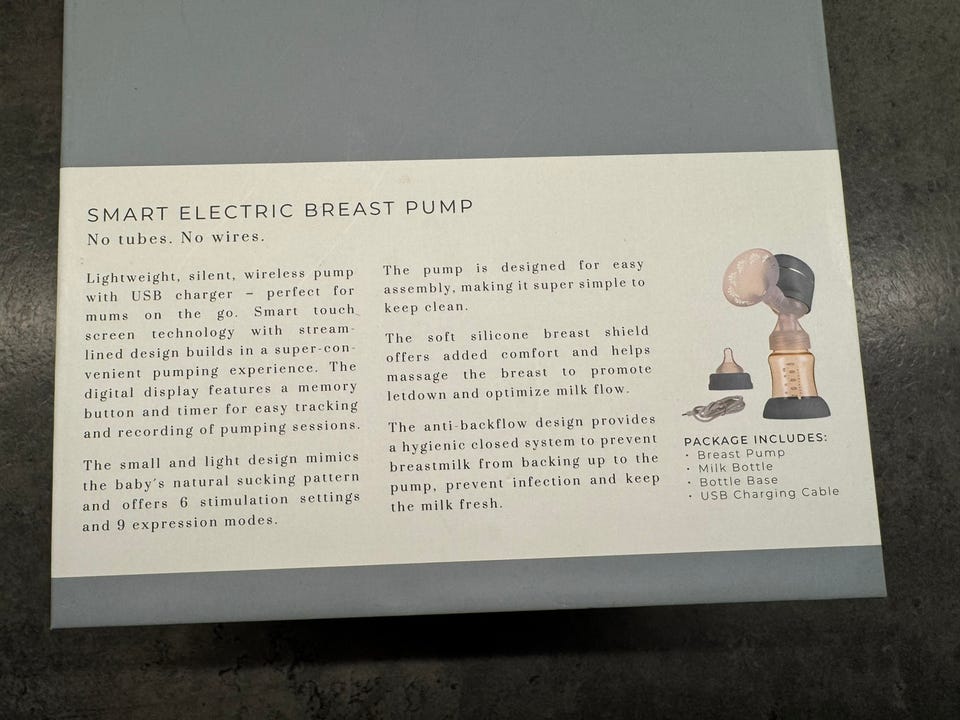 SMART ELECTRIC BREAST PUMP
No tubes. No wires.
Lightweight, silent, wireless pump
with USB charger – perfect for
mums on the go. Smart touch
screen technology with stream-
lined design builds in a super-con-
venient pumping experience. The
digital display features a memory
button and timer for easy tracking
and recording of pumping sessions.
The small and light design mimics
the baby's natural sucking pattern
and offers 6 stimulation settings
and 9 expression modes.
The pump is designed for easy
assembly, making it super simple to
keep clean.
The soft silicone breast shield
offers added comfort and helps
massage the breast to promote
letdown and optimize milk flow.
The anti-backflow design provides
a hygienic closed system to prevent
breastmilk from backing up to the
pump, prevent infection and keep
the milk fresh.
PACKAGE INCLUDES:
• Breast Pump
• Milk Bottle
• Bottle Base
• USB Charging Cable